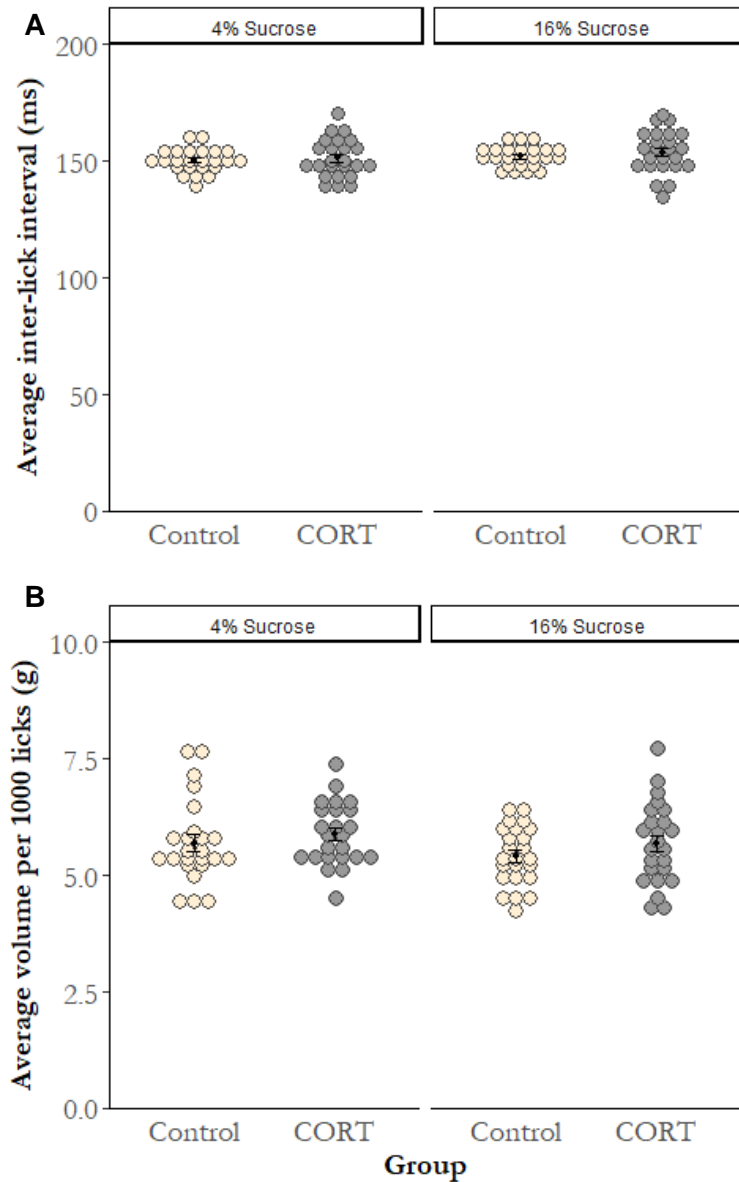 A
4% Sucrose
16% Sucrose
Average inter-lick interval (ms)
200
150
100
50
0
Control
CORT
Control
CORT
B
4% Sucrose
16% Sucrose
Average volume per 1000 licks (g)
10.0
7.5
5.0
2.5
0.0
Control
CORT
Control
CORT
Group